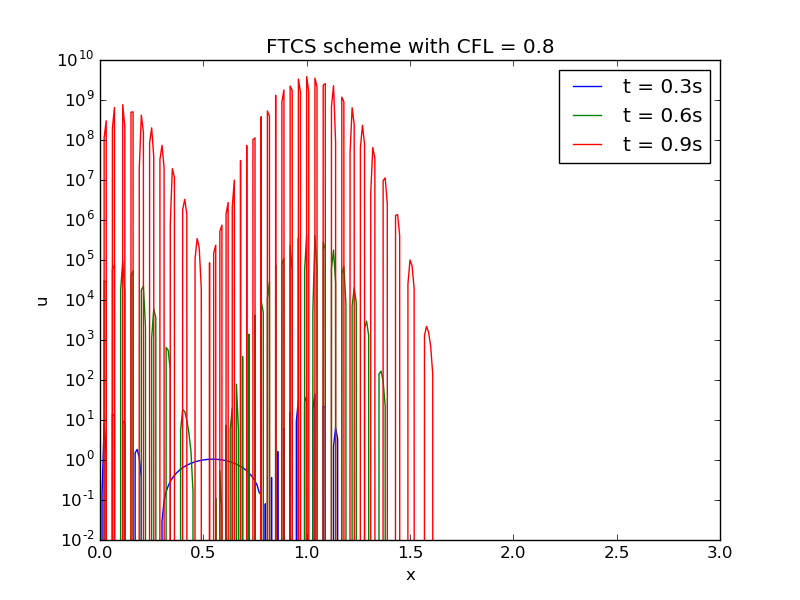 FTCS scheme with CFL = 0.8
u
10^10
10^9
10^8
10^7
10^6
10^5
10^4
10^3
10^2
10^1
10^0
10^-1
10^-2
t = 0.3s
t = 0.6s
t = 0.9s
0.0 0.5 1.0 1.5 2.0 2.5 3.0
x